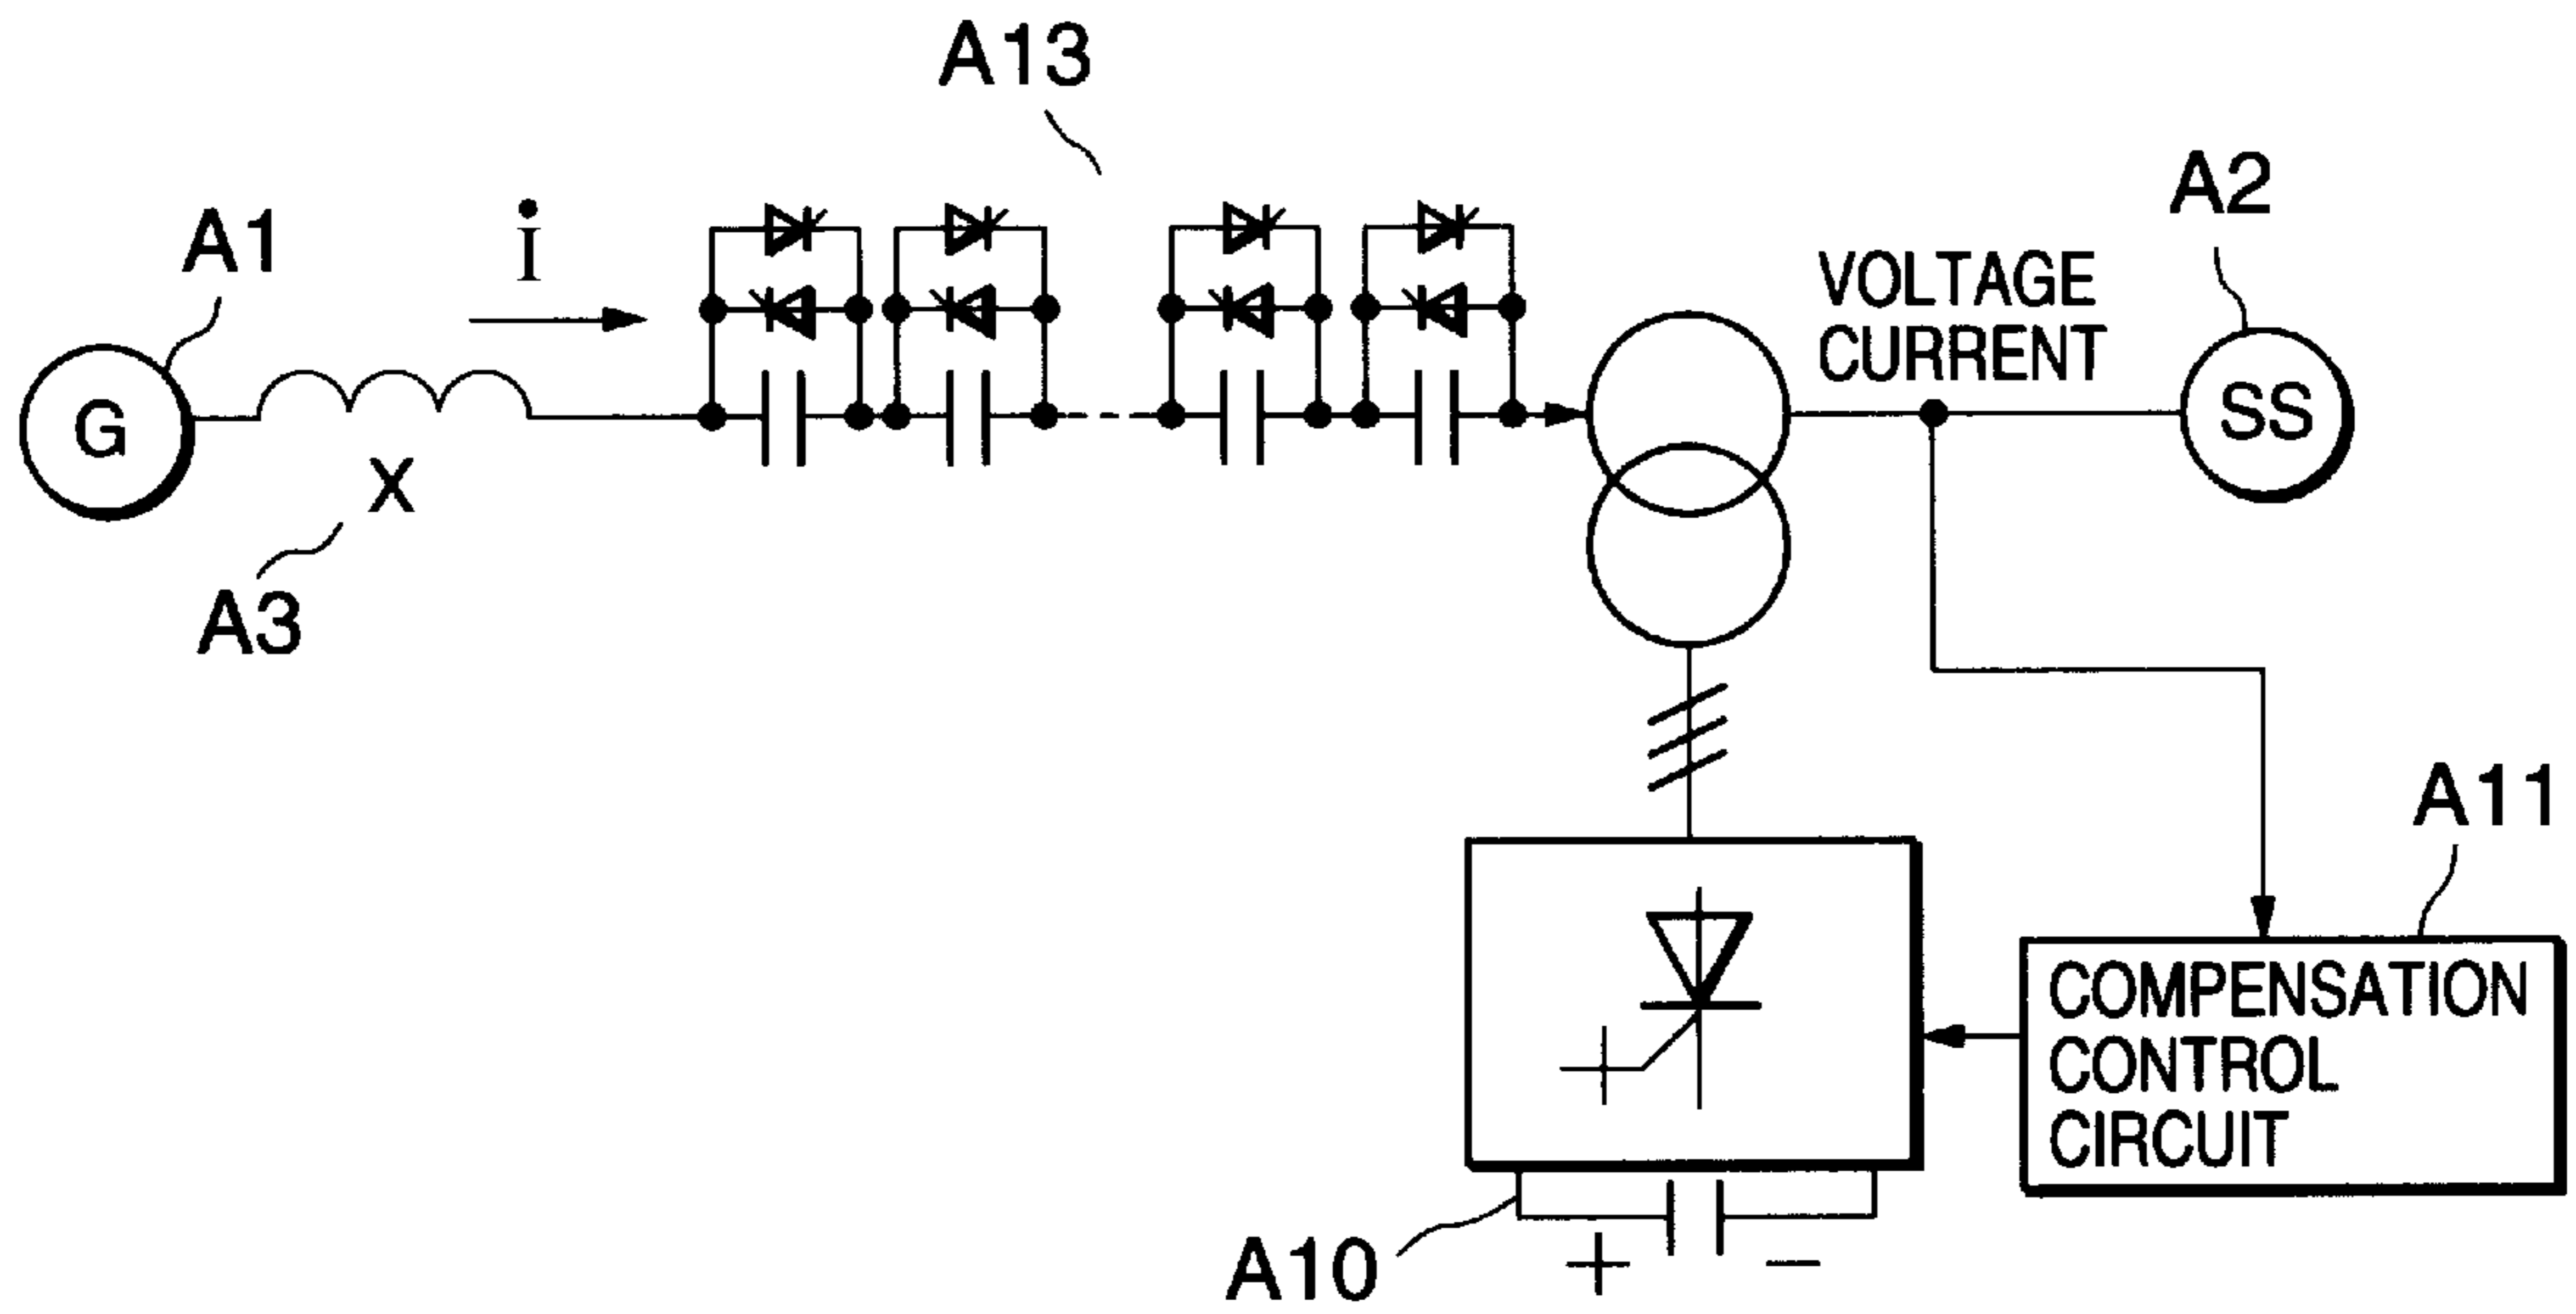 A13
A2
A1
i
VOLTAGE
CURRENT
G
SS
X
A3
A11
COMPENSATION
CONTROL
CIRCUIT
A10
+ −